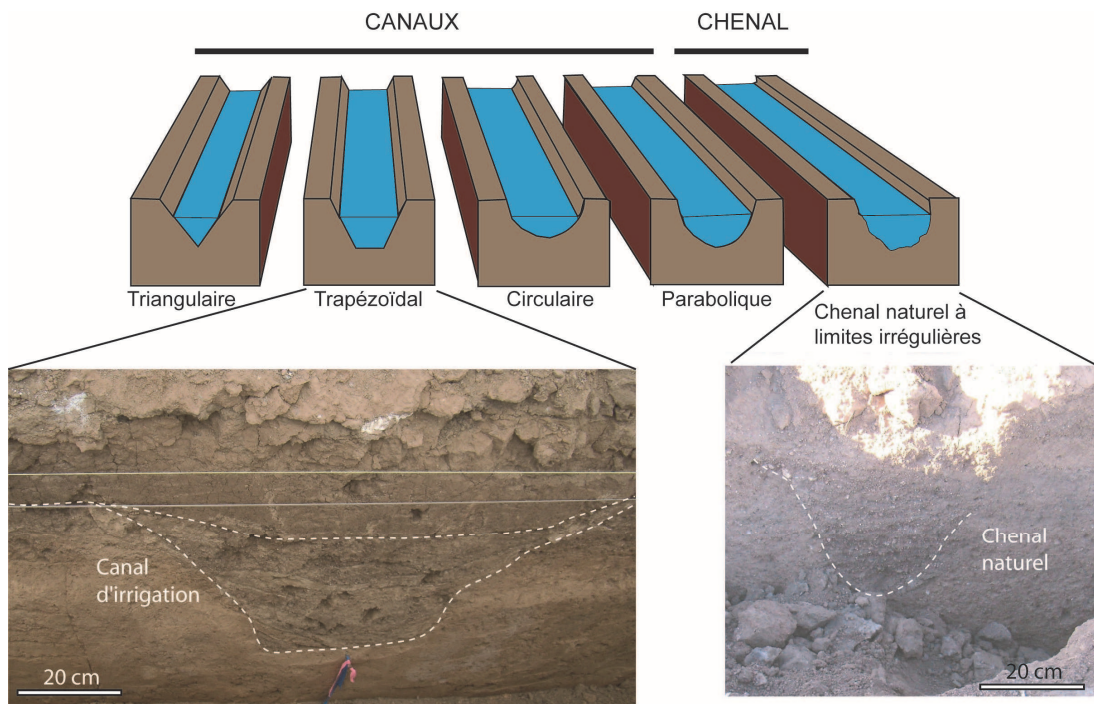 CANAUX
CHENAL
Triangulaire
Trapézoïdal
Circulaire
Parabolique
Chenal naturel à
limites irrégulières
Canal
d'irrigation
20 cm
Chenal
naturel
20 cm